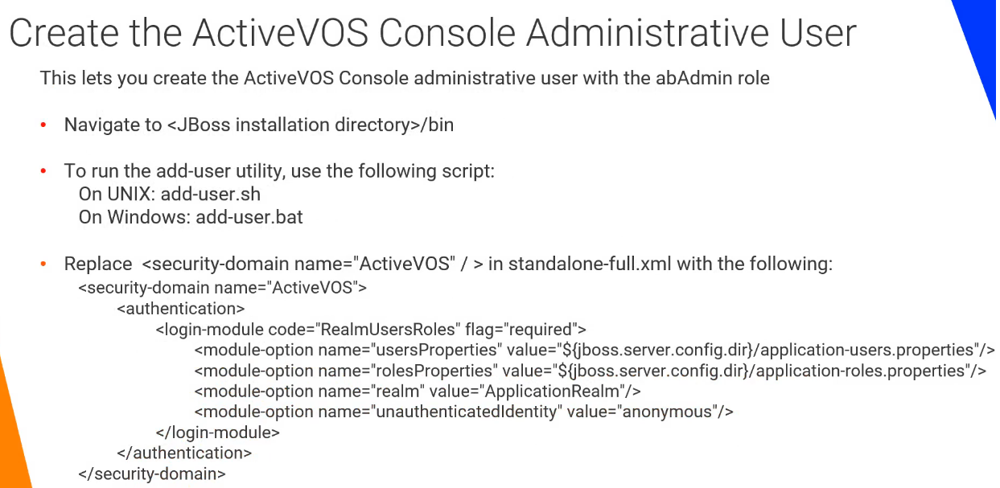 Create the ActiveVOS Console Administrative User
This lets you create the ActiveVOS Console administrative user with the abAdmin role
• Navigate to <JBoss installation directory>/bin
• To run the add-user utility, use the following script:
On UNIX: add-user.sh
On Windows: add-user.bat
• Replace  <security-domain name="ActiveVOS" / > in standalone-full.xml with the following:
<security-domain name="ActiveVOS">
<authentication>
<login-module code="RealmUsersRoles" flag="required">
<module-option name="usersProperties" value="${jboss.server.config.dir}/application-users.properties"/>
<module-option name="rolesProperties" value="${jboss.server.config.dir}/application-roles.properties"/>
<module-option name="realm" value="ApplicationRealm"/>
<module-option name="unauthenticatedIdentity" value="anonymous"/>
</login-module>
</authentication>
</security-domain>